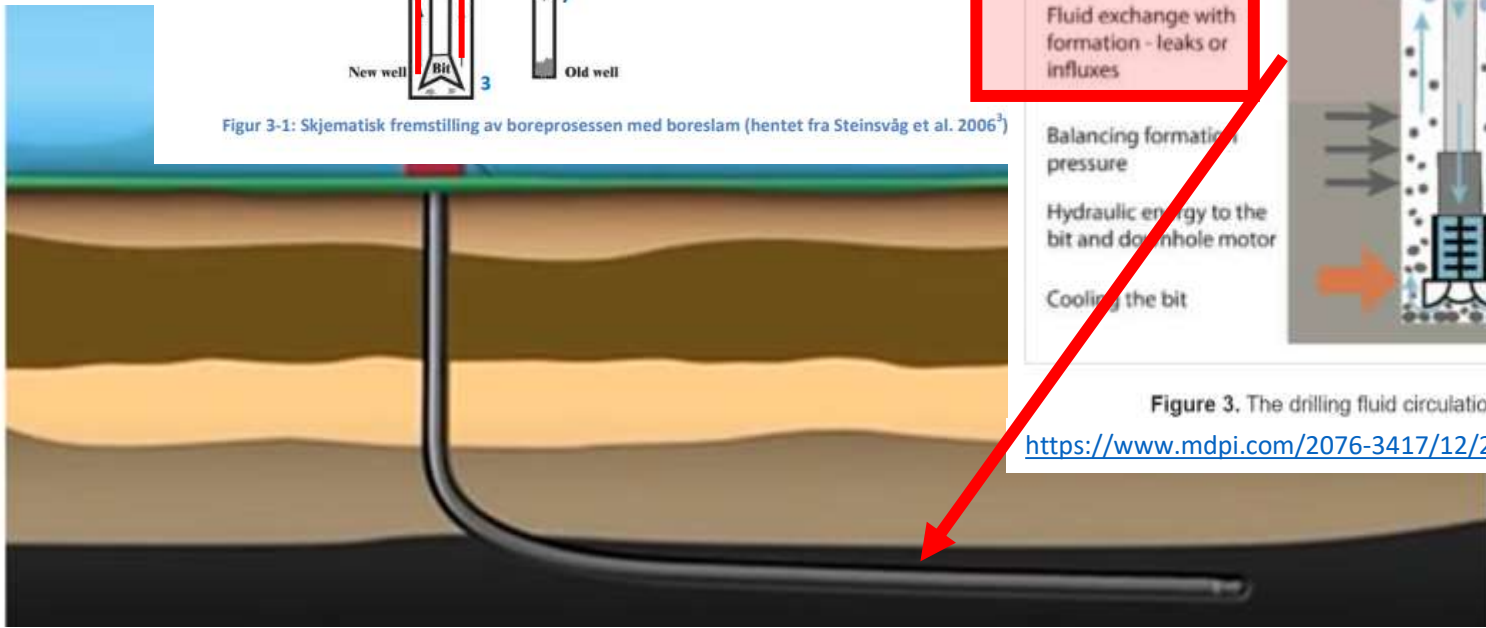 New well
Bit
3
Old well
Figur 3-1: Skjematisk fremstilling av boreprosessen med boreslam (hentet fra Steinsvåg et al. 2006³)
Fluid exchange with
formation - leaks or
influxes
Balancing formation
pressure
Hydraulic energy to the
bit and downhole motor
Cooling the bit
Figure 3. The drilling fluid circulatio
https://www.mdpi.com/2076-3417/12/2